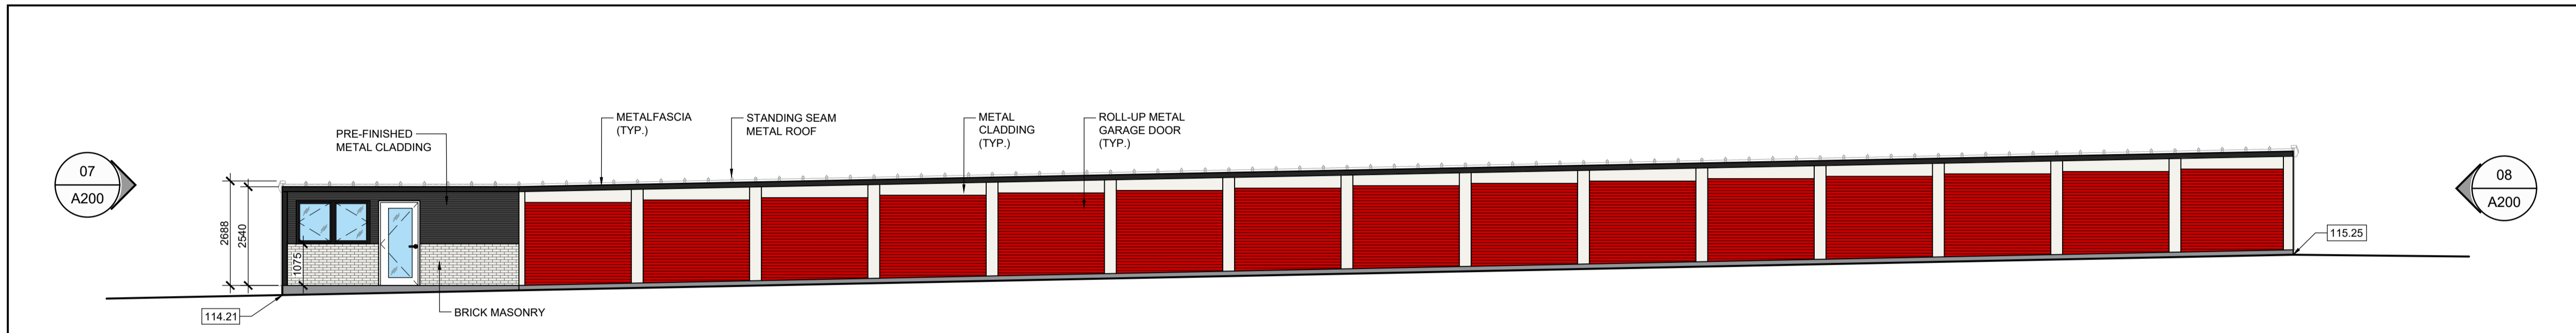 METALFASCIA
(TYP.)
STANDING SEAM
METAL ROOF
METAL
CLADDING
(TYP.)
ROLL-UP METAL
GARAGE DOOR
(TYP.)
PRE-FINISHED
METAL CLADDING
07
A200
08
A200
2688
2540
1075
115.25
114.21
BRICK MASONRY